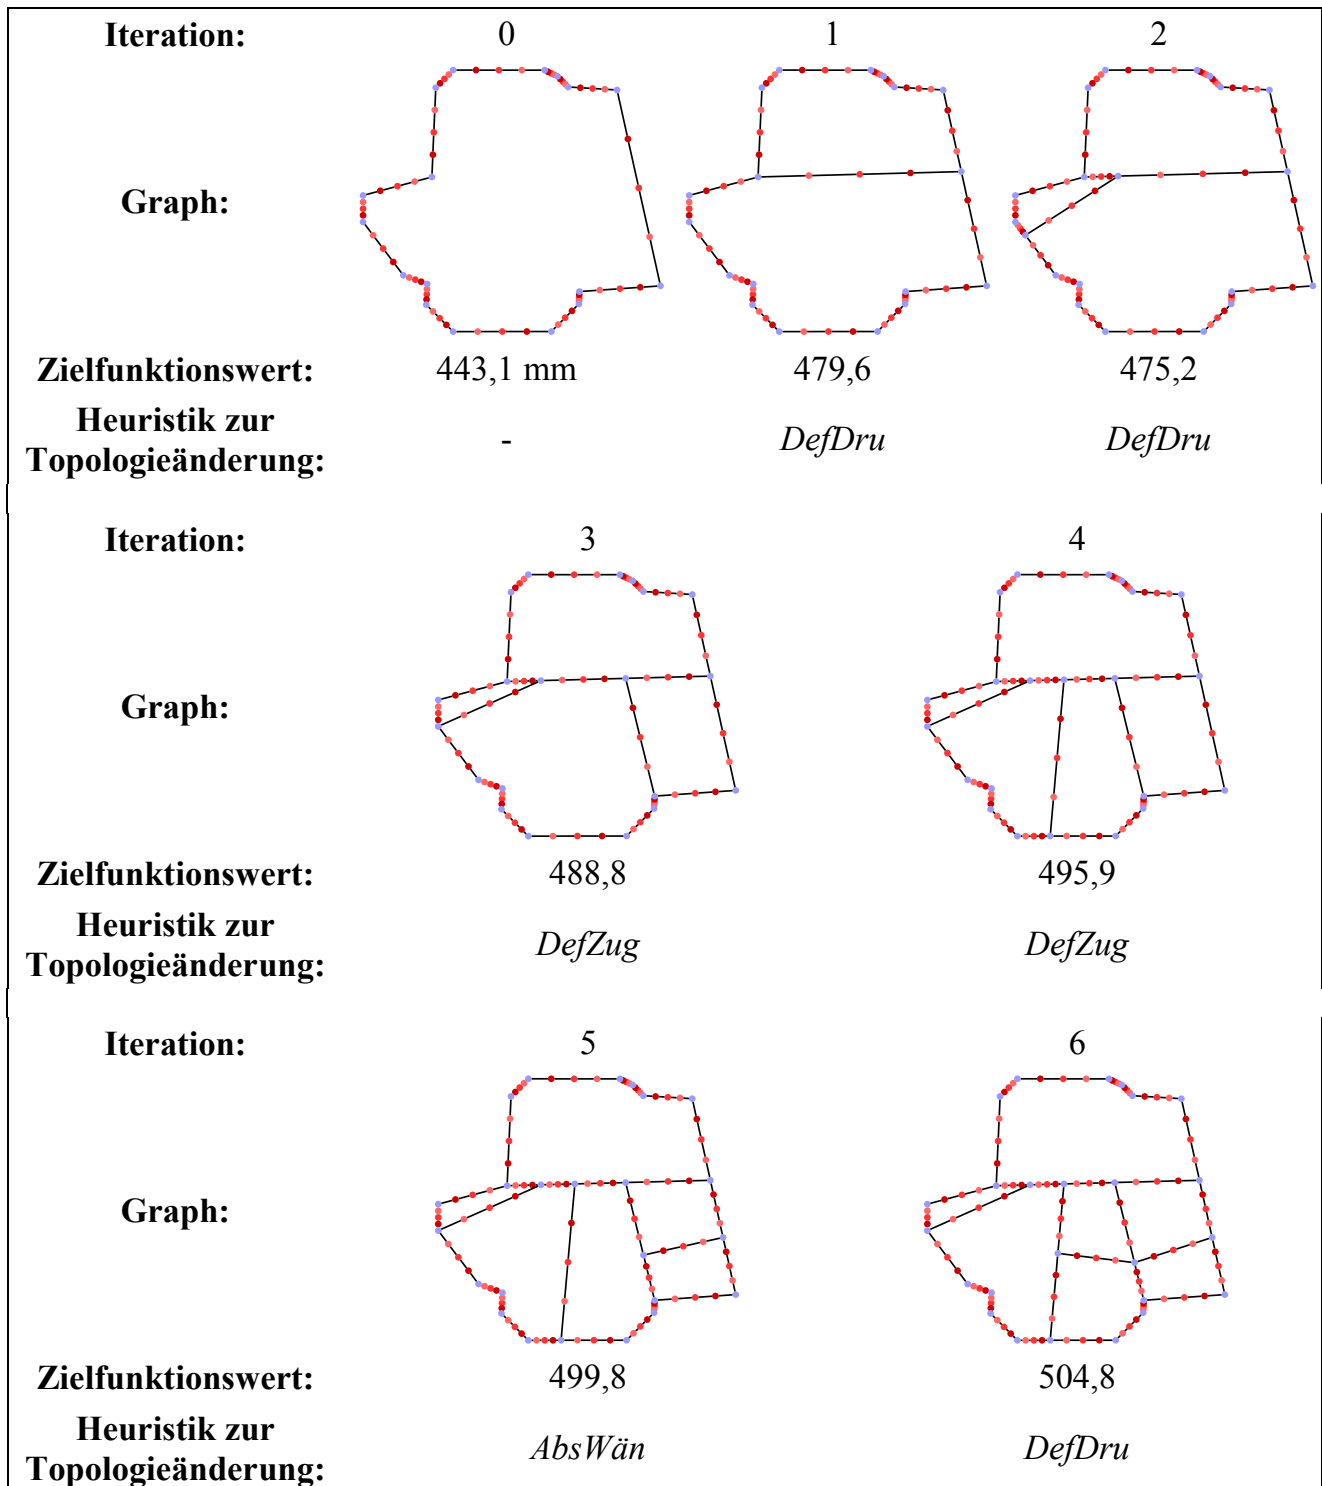 Iteration: 0 1 2
Graph:
Zielfunktionswert: 443,1 mm 479,6 475,2
Heuristik zur
Topologieänderung: - DefDru DefDru
Iteration: 3 4
Graph:
Zielfunktionswert: 488,8 495,9
Heuristik zur
Topologieänderung: DefZug DefZug
Iteration: 5 6
Graph:
Zielfunktionswert: 499,8 504,8
Heuristik zur
Topologieänderung: AbsWän DefDru